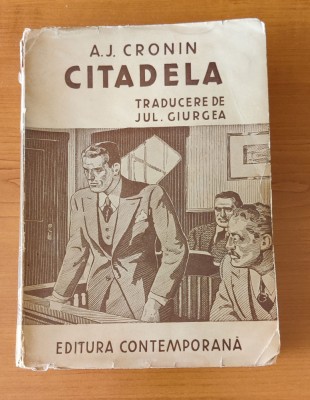 A.J. CRONIN
CITADELA
TRADUCERE DE
JUL. GIURGEA
EDITURA CONTEMPORANĂ